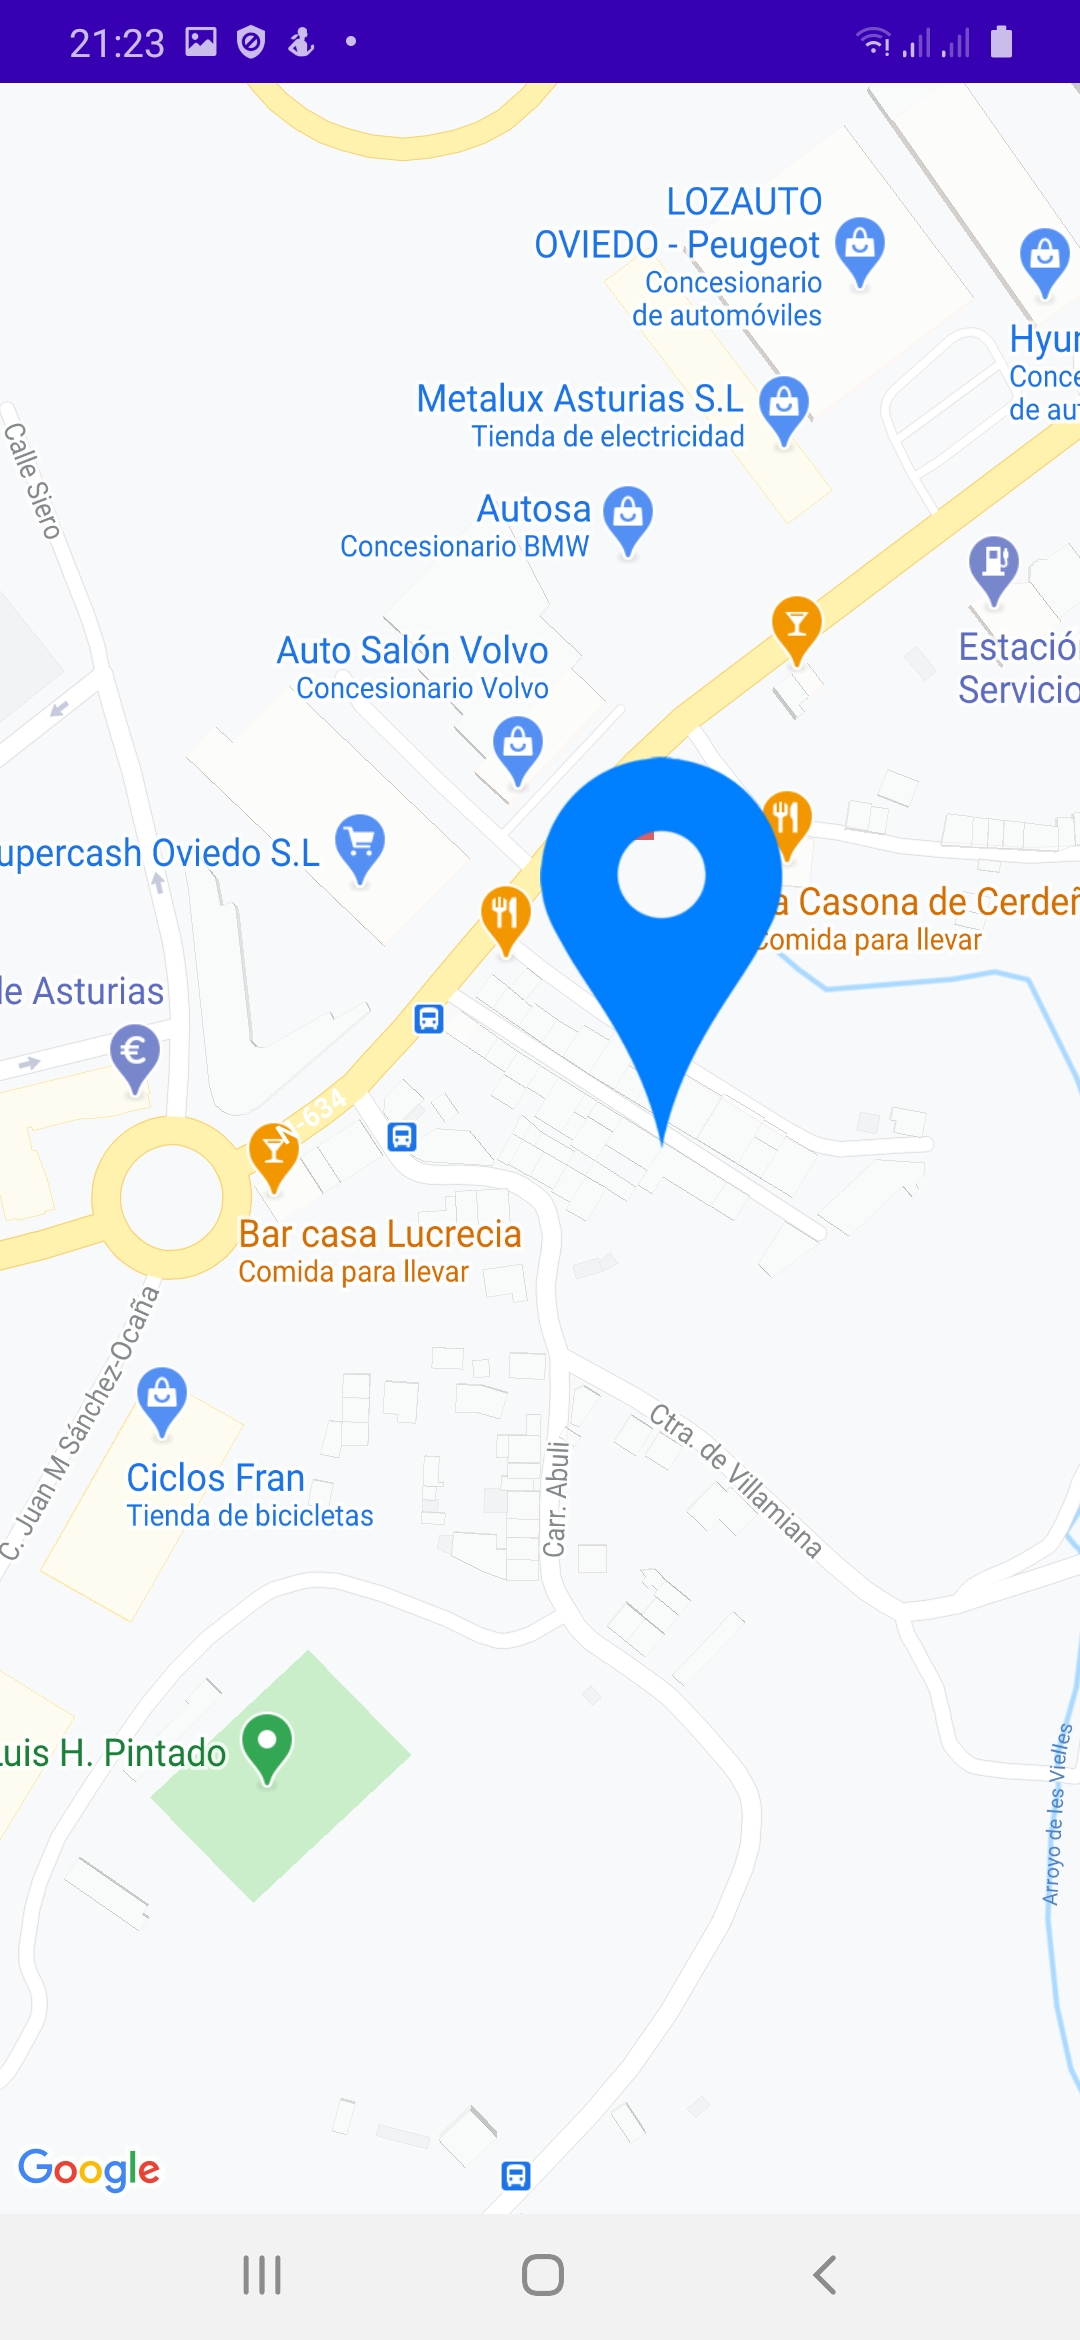 21:23
LOZAUTO
OVIEDO - Peugeot
Concesionario
de automóviles
Hyun
Conce
de aut
Metalux Asturias S.L
Tienda de electricidad
Calle Siero
Autosa
Concesionario BMW
Estación
Servicio
Auto Salón Volvo
Concesionario Volvo
upercash Oviedo S.L
a Casona de Cerdeñ
Comida para llevar
de Asturias
N-634
Bar casa Lucrecia
Comida para llevar
C. Juan M Sánchez-Ocaña
Ciclos Fran
Tienda de bicicletas
Carr. Abuli
Ctra. de Villamiana
Luis H. Pintado
Arroyo de les Vielles
Google